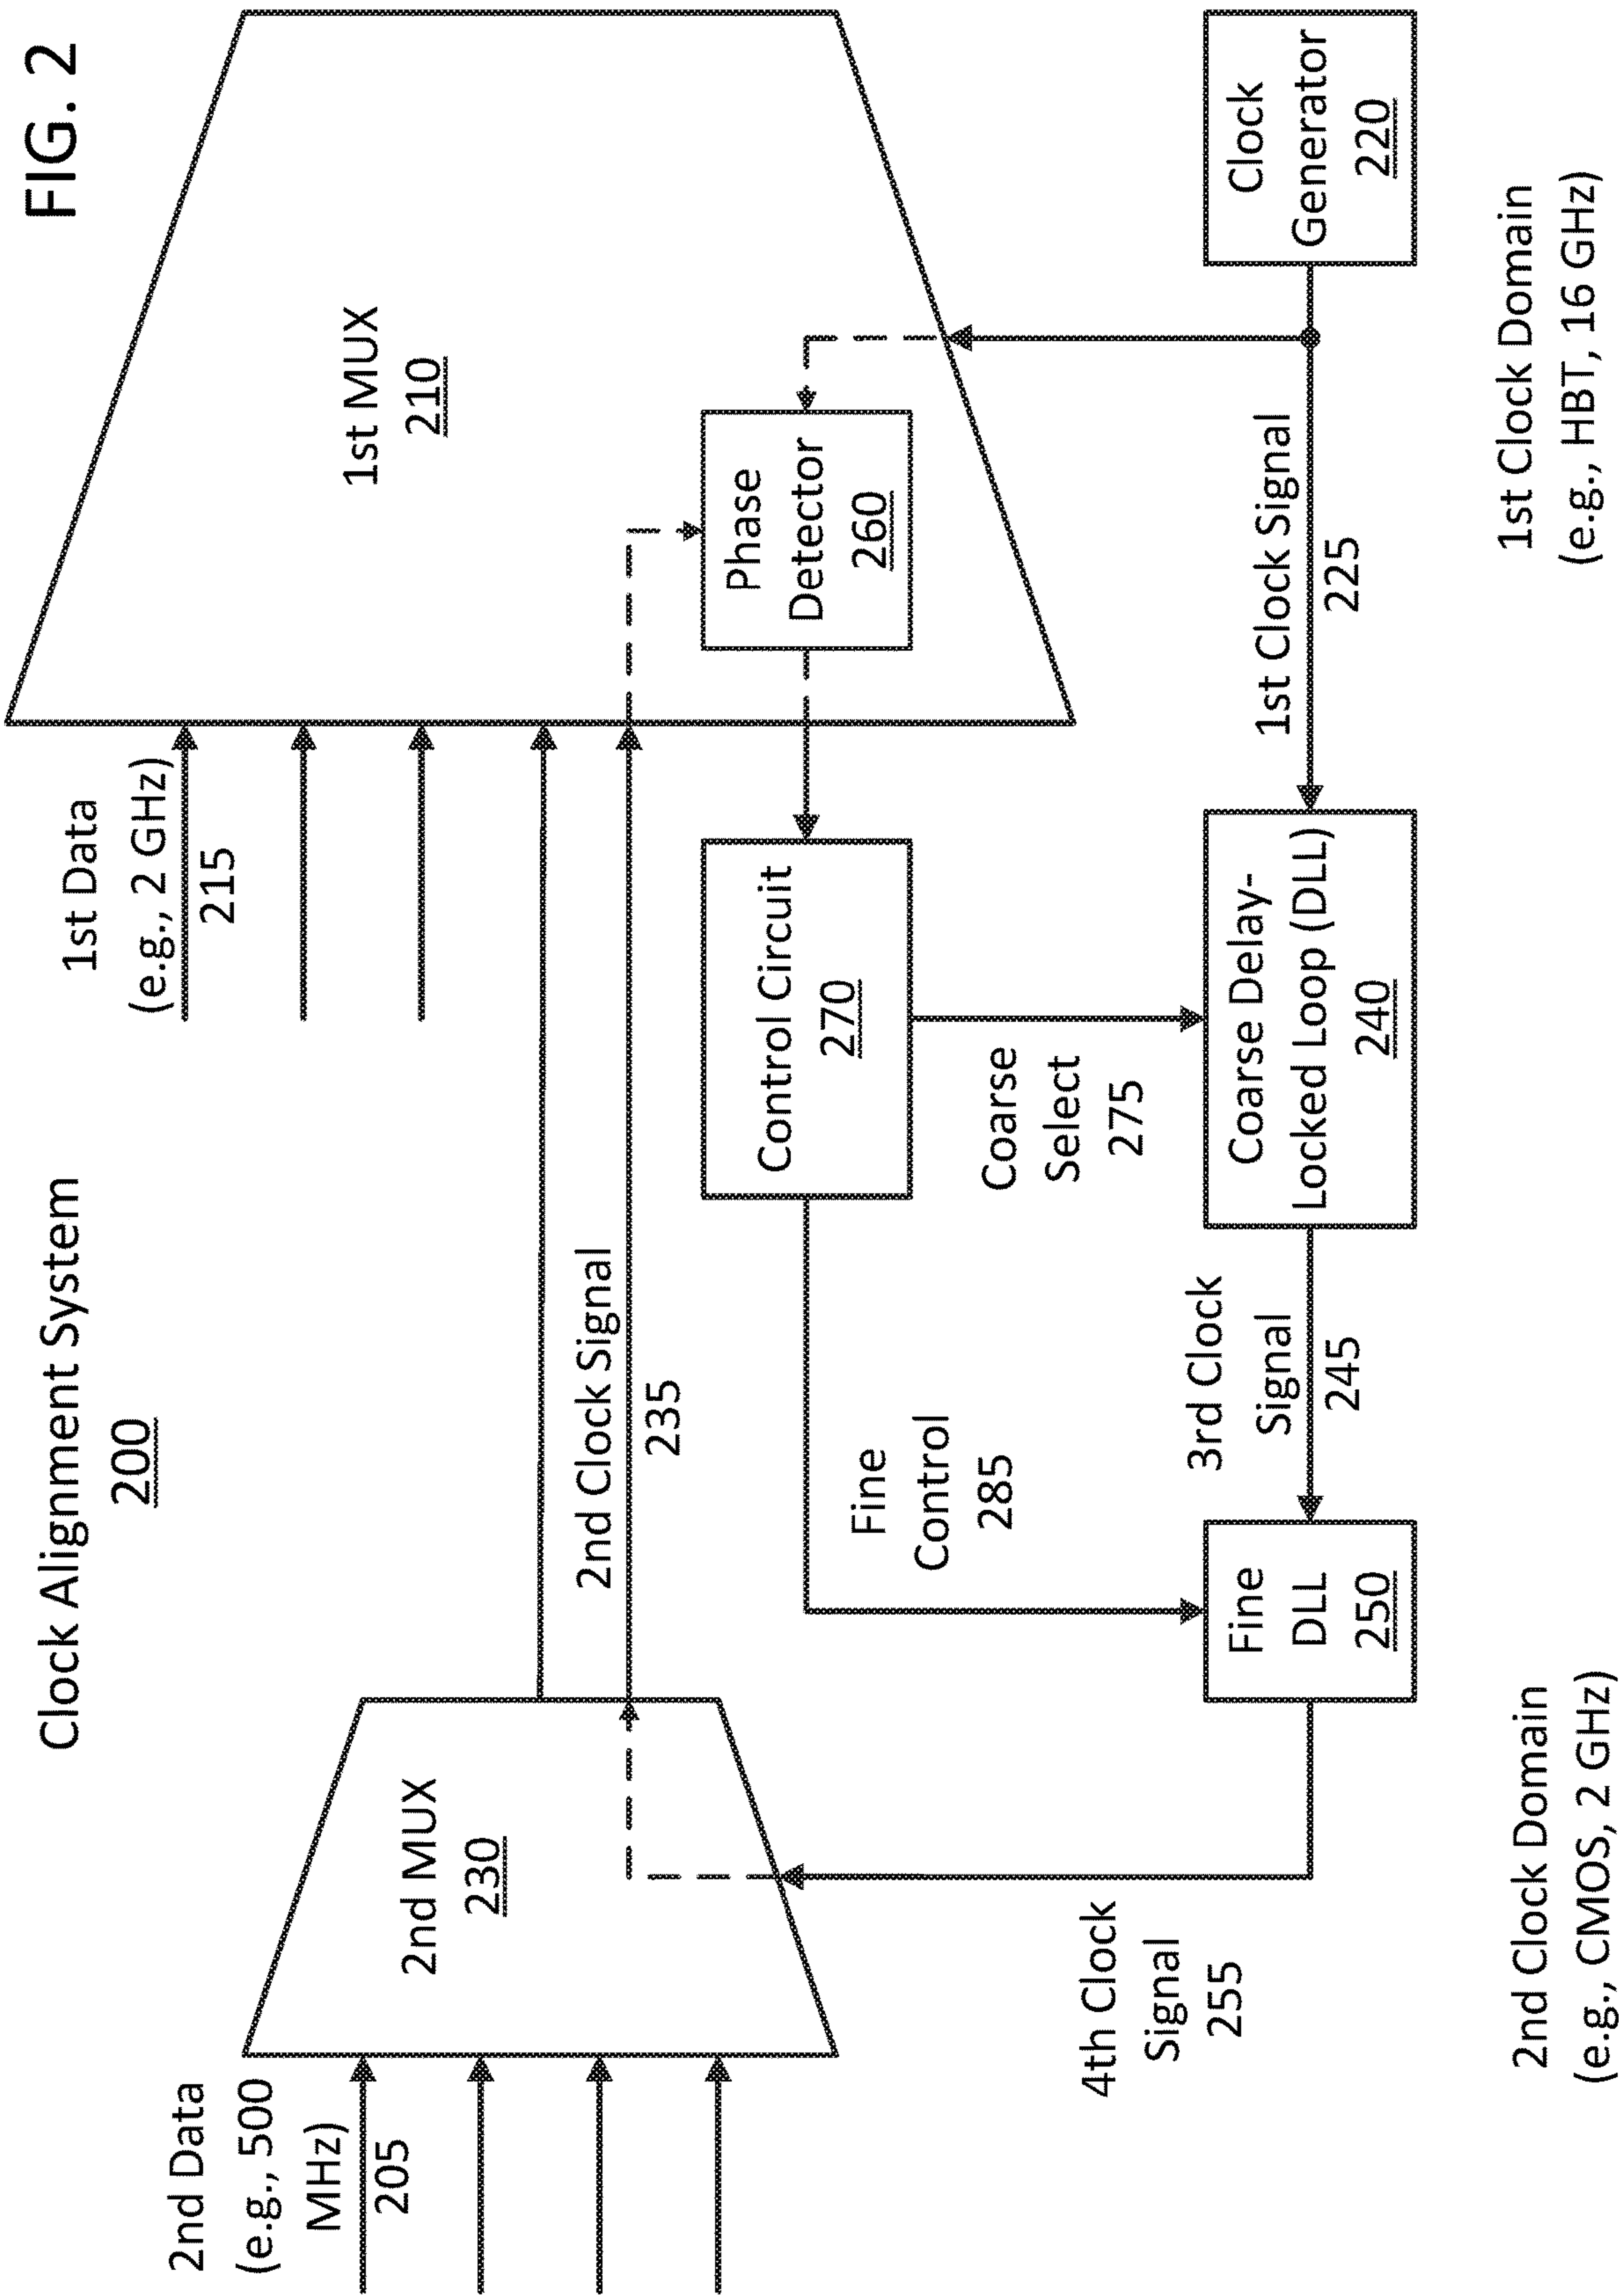 Clock Alignment System
200
FIG. 2
2nd Data
(e.g., 500
MHz)
205
1st Data
(e.g., 2 GHz)
215
2nd MUX
230
1st MUX
210
2nd Clock Signal
235
Phase
Detector
260
Control Circuit
270
Fine
Control
285
Coarse
Select
275
4th Clock
Signal
255
Fine
DLL
250
3rd Clock
Signal
245
Coarse Delay-
Locked Loop (DLL)
240
1st Clock Signal
225
Clock
Generator
220
2nd Clock Domain
(e.g., CMOS, 2 GHz)
1st Clock Domain
(e.g., HBT, 16 GHz)